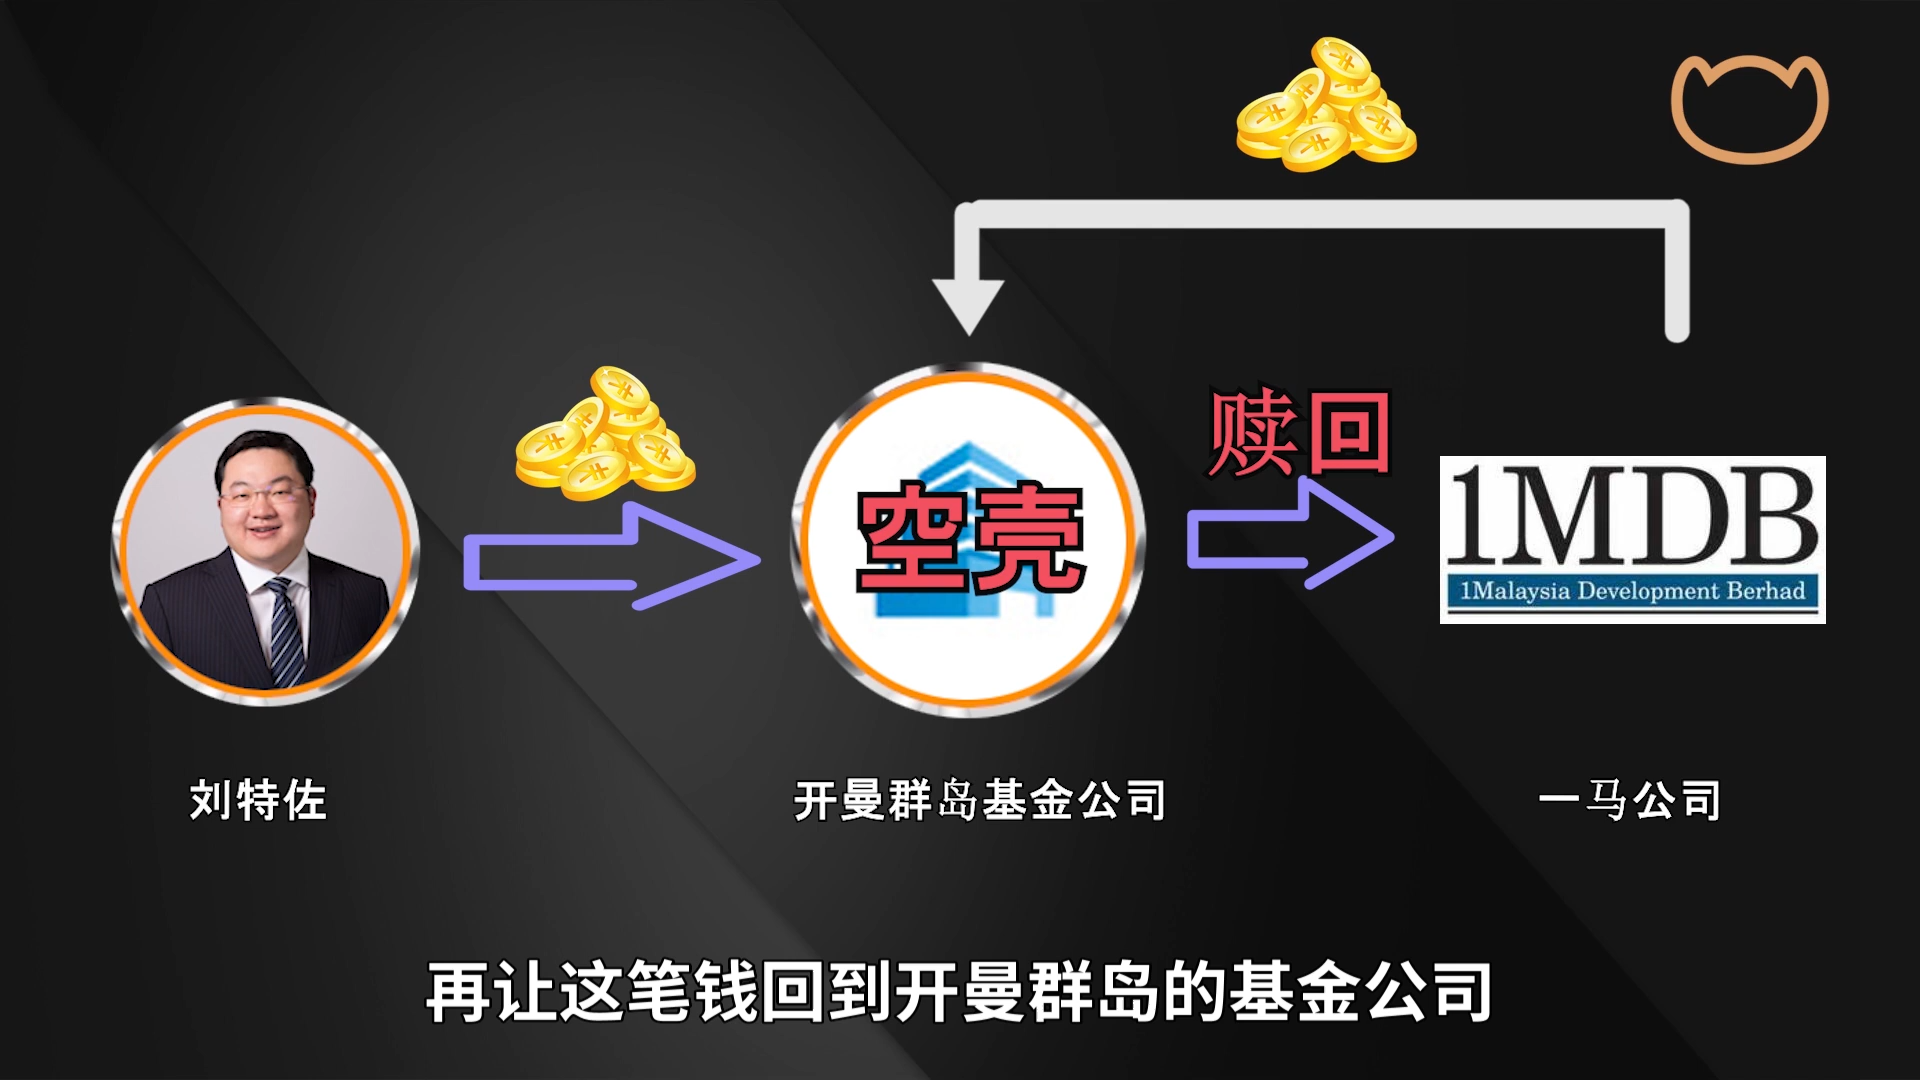 赎回
空壳
1MDB
1Malaysia Development Berhad
刘特佐
开曼群岛基金公司
一马公司
再让这笔钱回到开曼群岛的基金公司